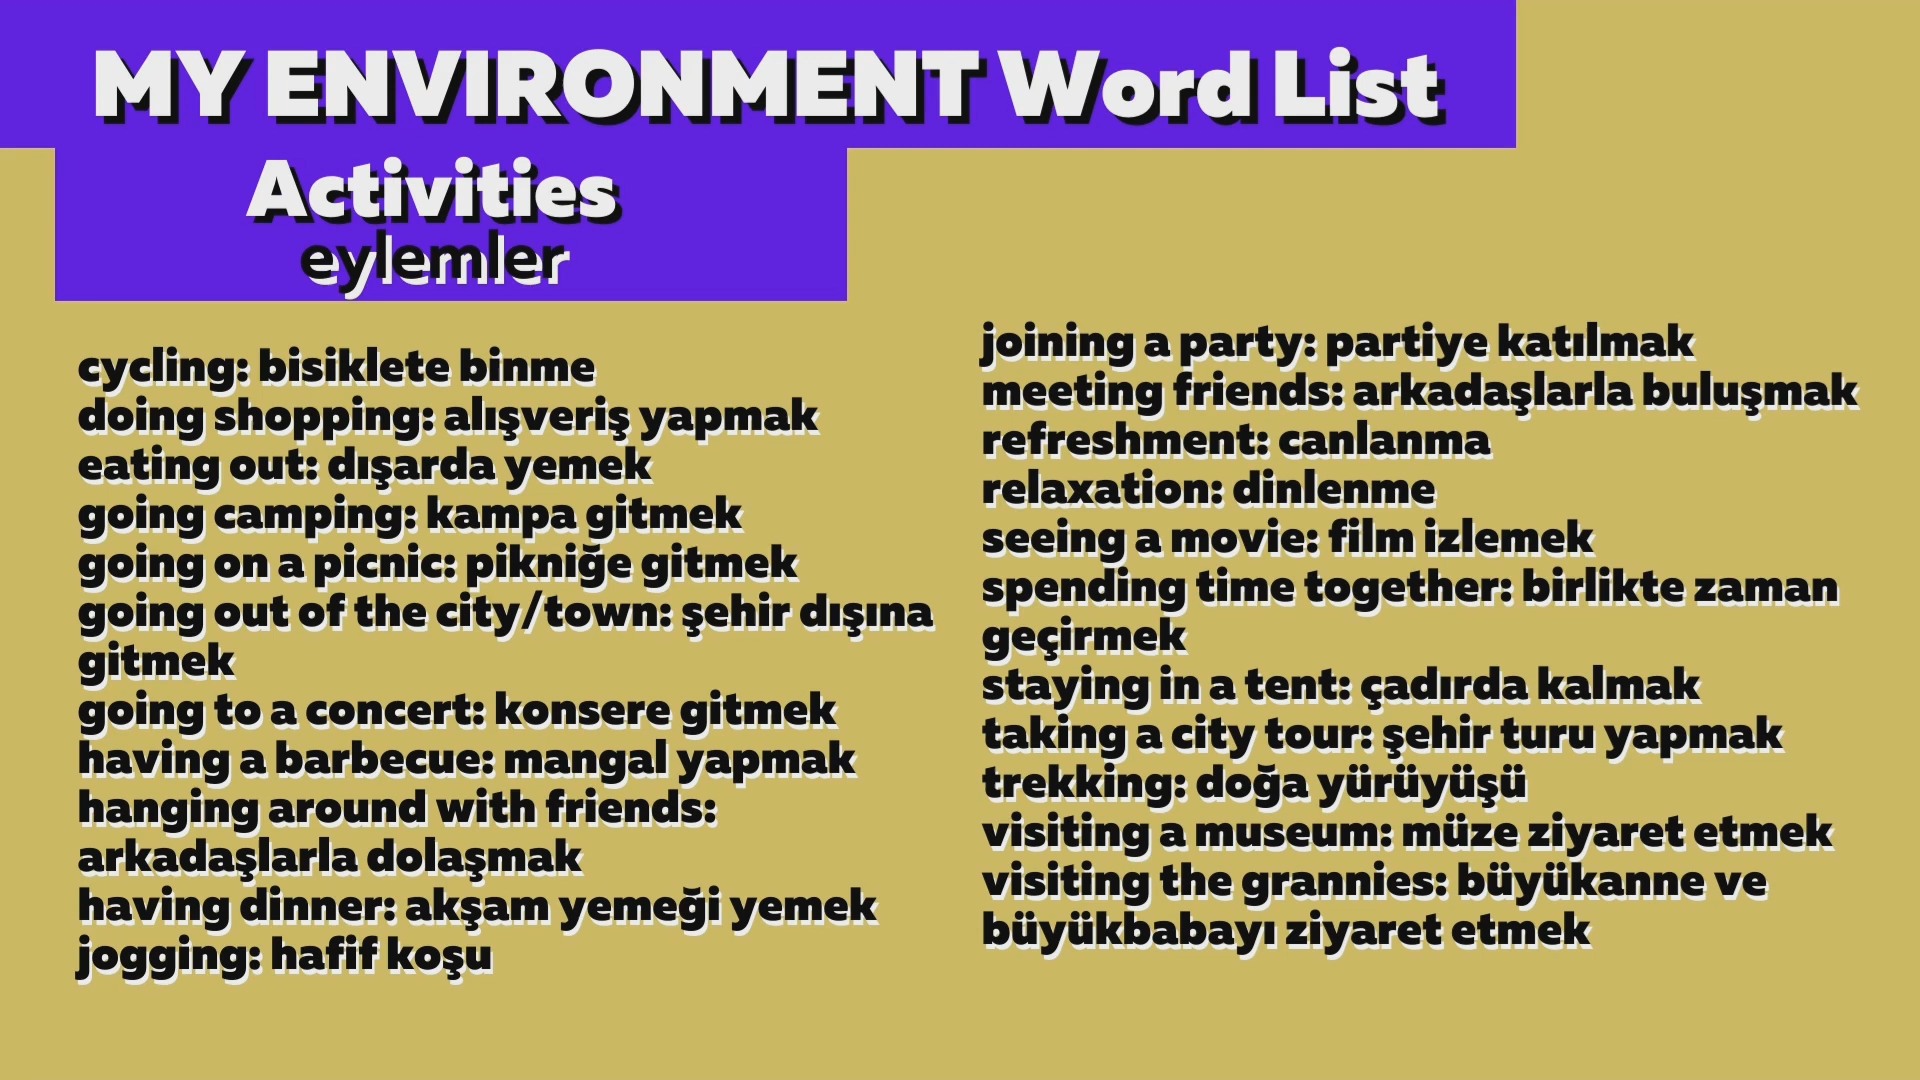 MY ENVIRONMENT Word List
Activities
eylemler
cycling: bisiklete binme
doing shopping: alışveriş yapmak
eating out: dışarda yemek
going camping: kampa gitmek
going on a picnic: pikniğe gitmek
going out of the city/town: şehir dışına
gitmek
going to a concert: konsere gitmek
having a barbecue: mangal yapmak
hanging around with friends:
arkadaşlarla dolaşmak
having dinner: akşam yemeği yemek
jogging: hafif koşu
joining a party: partiye katılmak
meeting friends: arkadaşlarla buluşmak
refreshment: canlanma
relaxation: dinlenme
seeing a movie: film izlemek
spending time together: birlikte zaman
geçirmek
staying in a tent: çadırda kalmak
taking a city tour: şehir turu yapmak
trekking: doğa yürüyüşü
visiting a museum: müze ziyaret etmek
visiting the grannies: büyükanne ve
büyükbabayı ziyaret etmek